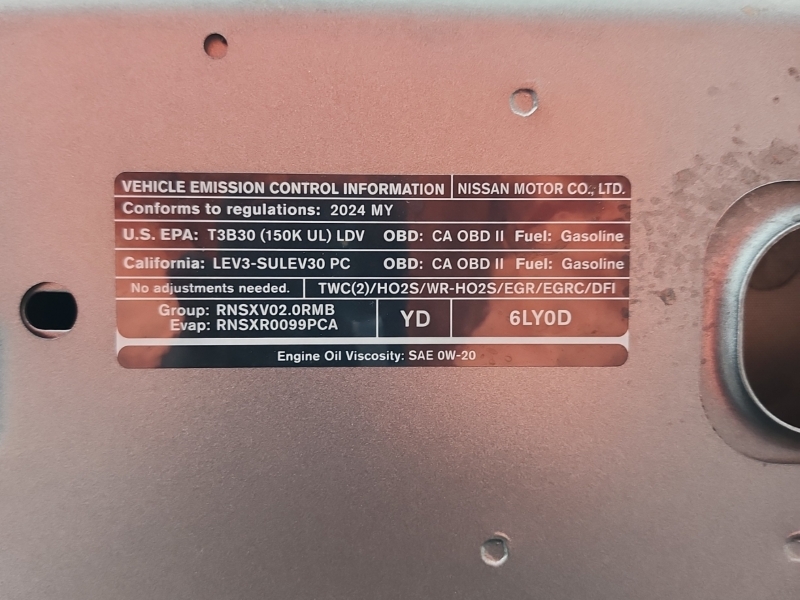 VEHICLE EMISSION CONTROL INFORMATION NISSAN MOTOR CO., LTD.
Conforms to regulations: 2024 MY
U.S. EPA: T3B30 (150K UL) LDV OBD: CA OBD II Fuel: Gasoline
California: LEV3-SULEV30 PC OBD: CA OBD II Fuel: Gasoline
No adjustments needed. TWC(2)/HO2S/WR-HO2S/EGR/EGRC/DFI
Group: RNSXV02.0RMB
Evap: RNSXR0099PCA
YD
6LY0D
Engine Oil Viscosity: SAE 0W-20